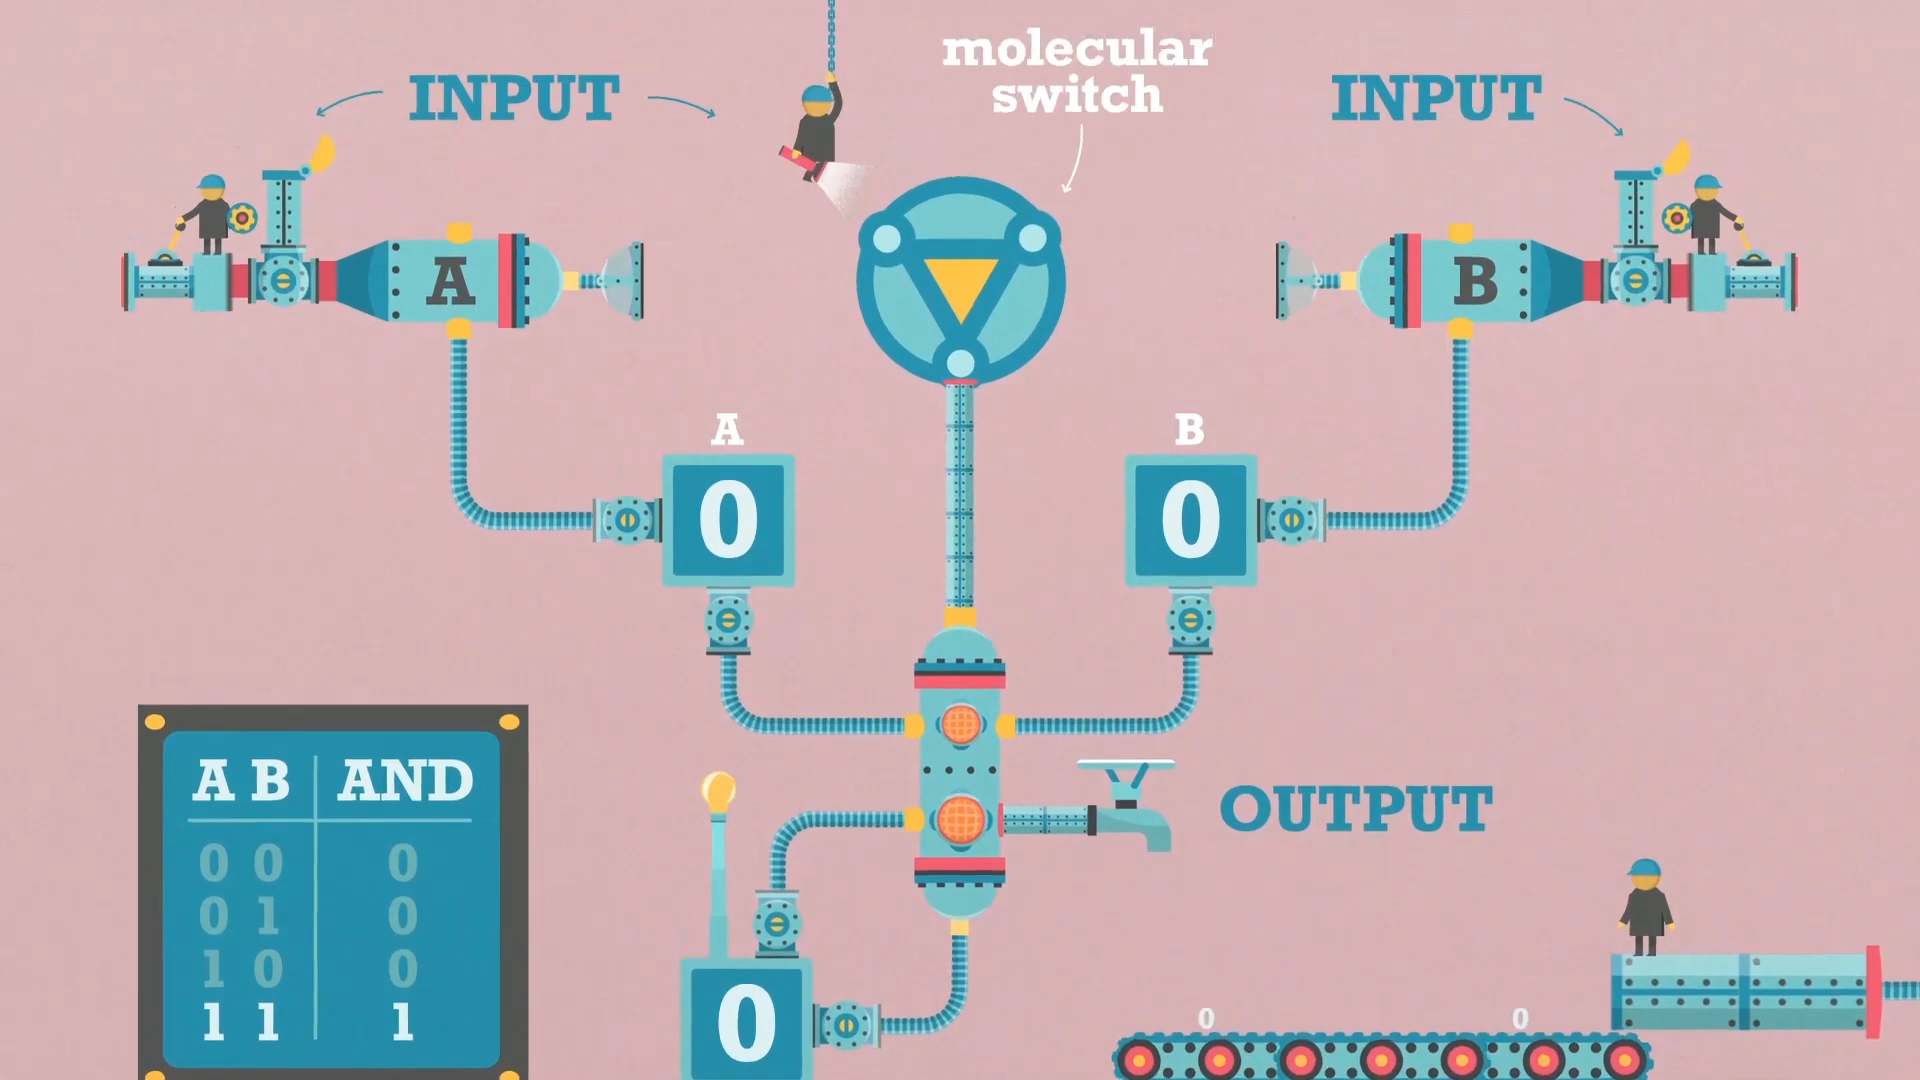 molecular
switch
INPUT
INPUT
A
B
A
B
0
0
A B AND
0 0 0
0 1 0
1 0 0
1 1 1
OUTPUT
0
0
0